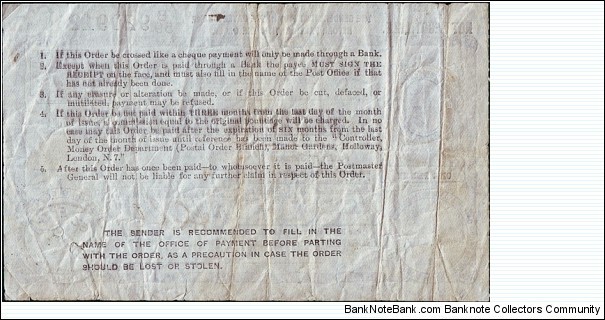 1. If this Order be crossed like a cheque payment will only be made through a Bank.
2. Except when this Order is paid through a Bank the payee MUST SIGN THE
RECEIPT on the face, and must also fill in the name of the Post Office if that
has not already been done.
3. If any erasure or alteration be made, or if this Order be cut, defaced, or
mutilated, payment may be refused.
4. If this Order be not paid within THREE months from the last day of the month
of issue, a commission equal to the original poundage will be charged. In no
case may this Order be paid after the expiration of SIX months from the last
day of the month of issue until reference has been made to the "Controller,
Money Order Department (Postal Order Branch), Manor Gardens, Holloway,
London, N.7."
5. After this Order has once been paid—to whomsoever it is paid—the Postmaster
General will not be liable for any further claim in respect of this Order.
THE SENDER IS RECOMMENDED TO FILL IN THE
NAME OF THE OFFICE OF PAYMENT BEFORE PARTING
WITH THE ORDER, AS A PRECAUTION IN CASE THE ORDER
SHOULD BE LOST OR STOLEN.
BankNoteBank.com - Banknote Collectors Community